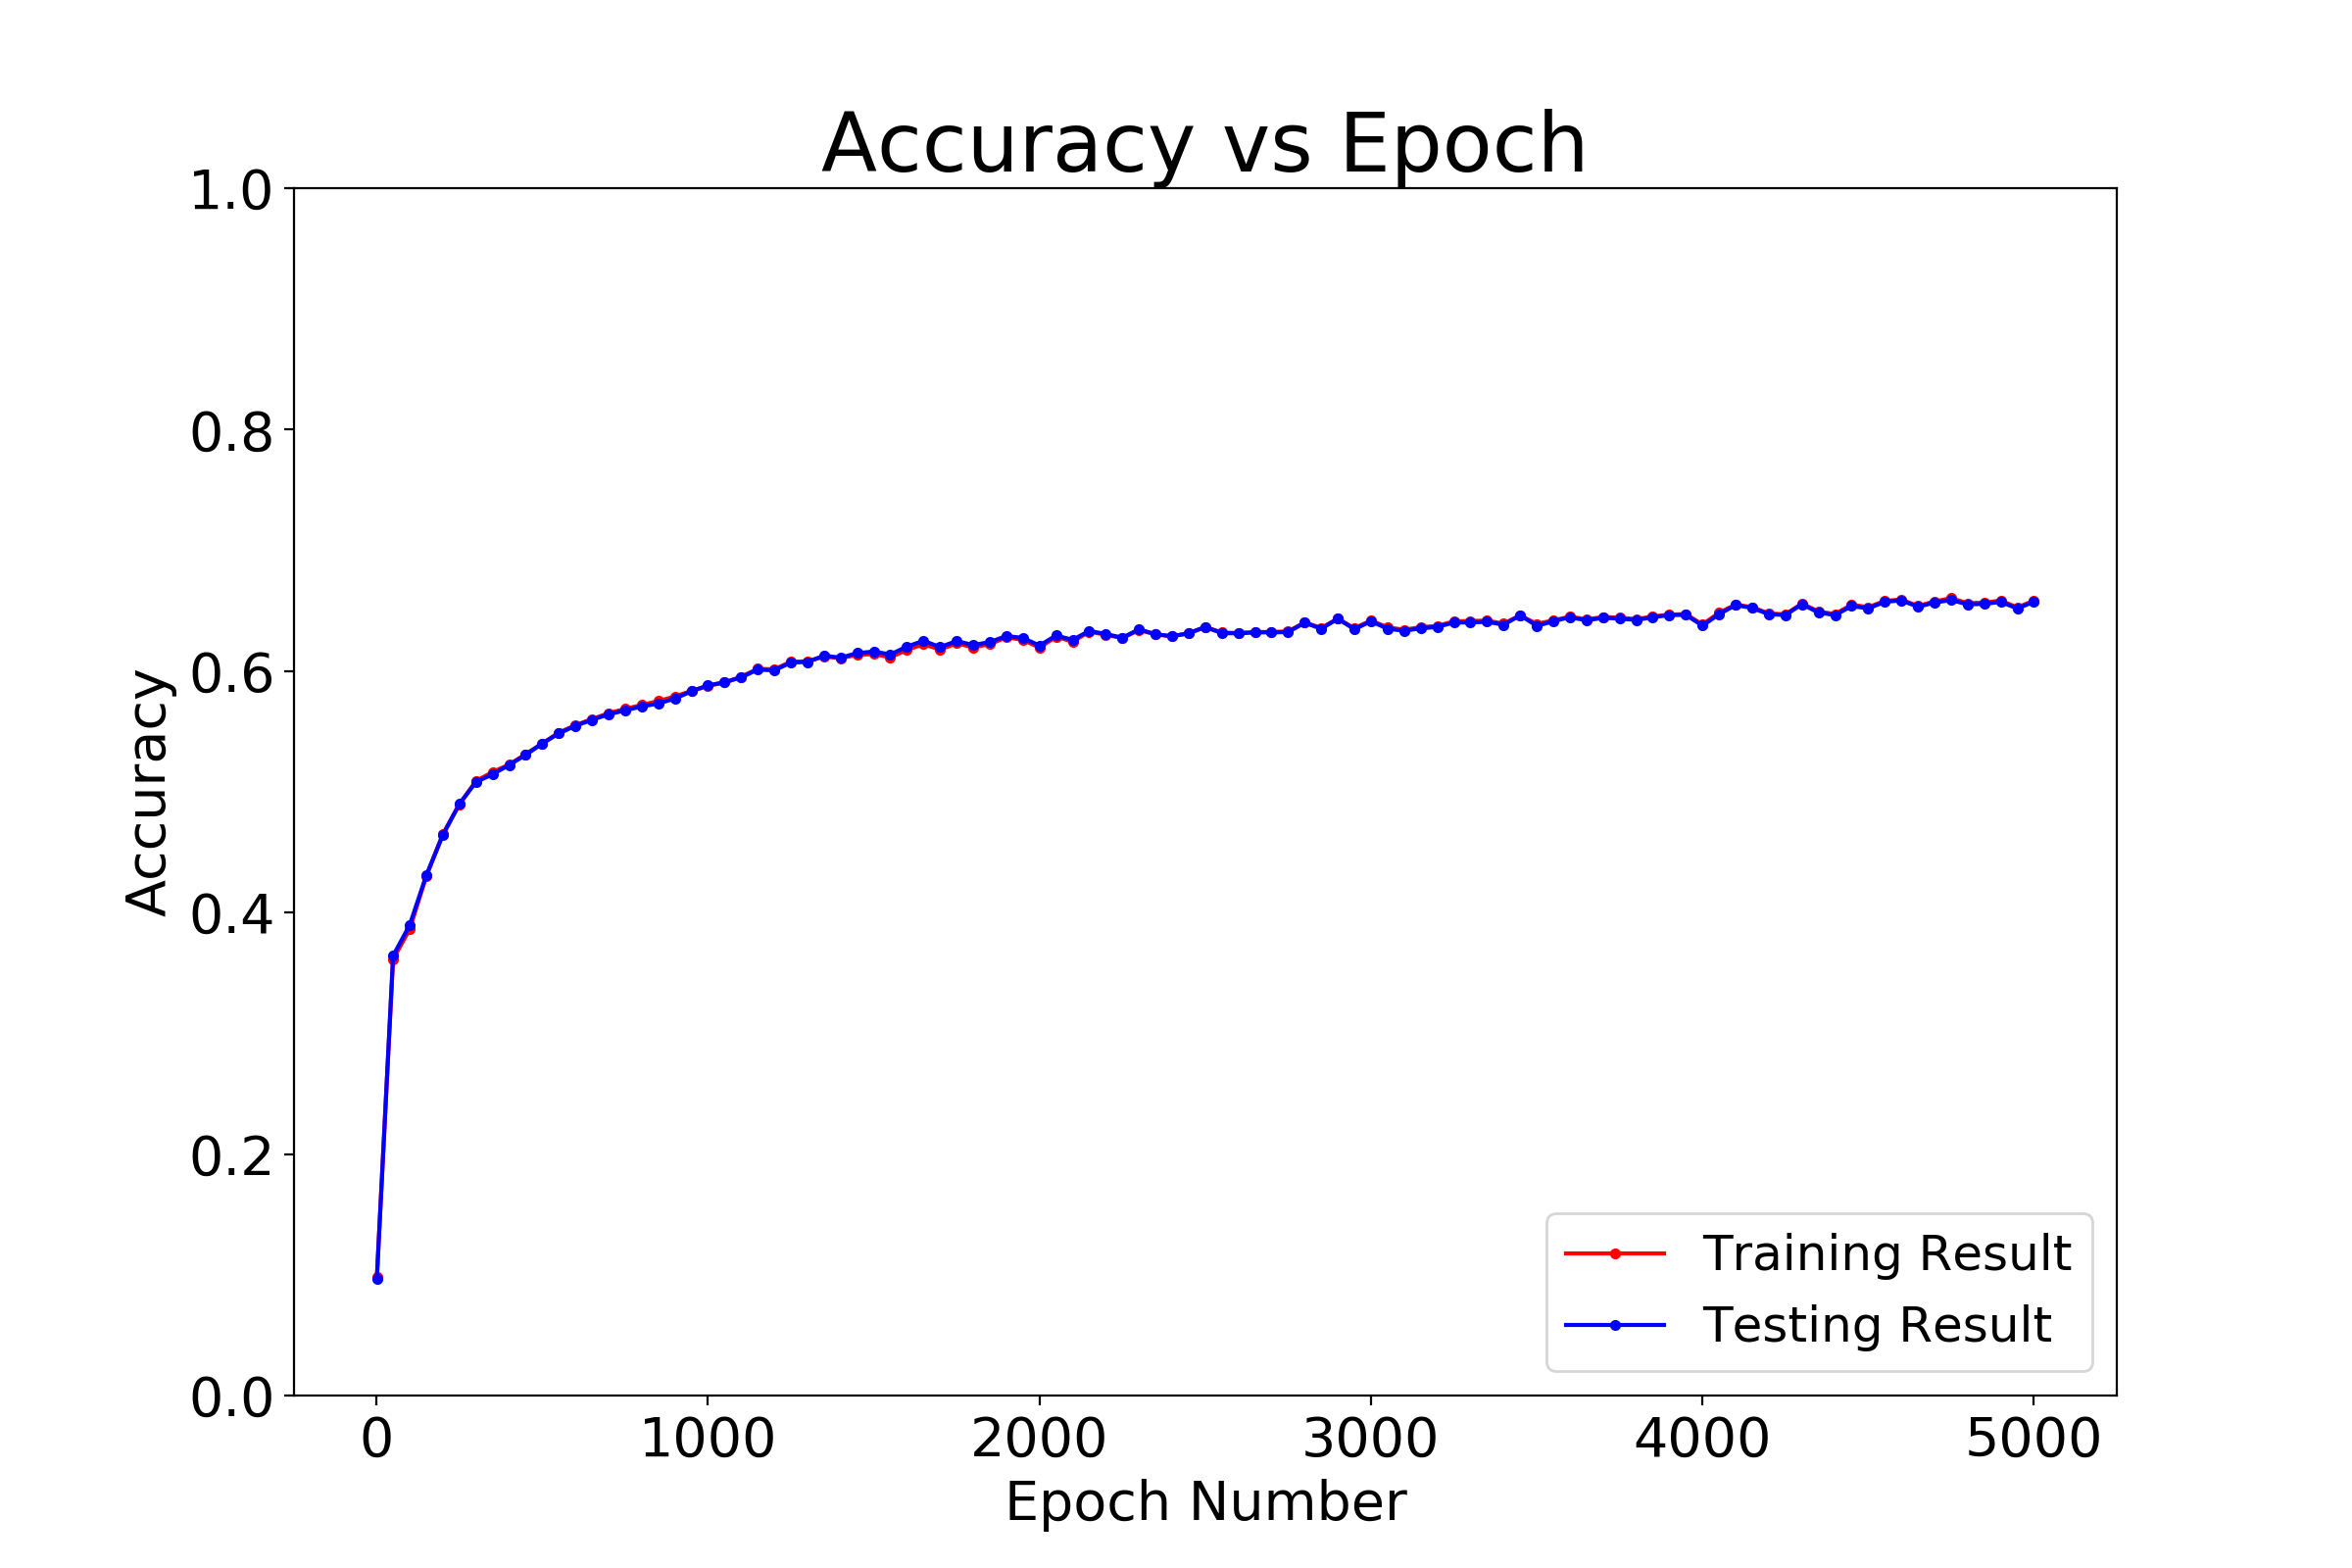 Accuracy vs Epoch
1.0
0.8
0.6
0.4
0.2
0.0
Accuracy
0 1000 2000 3000 4000 5000
Epoch Number
Training Result
Testing Result